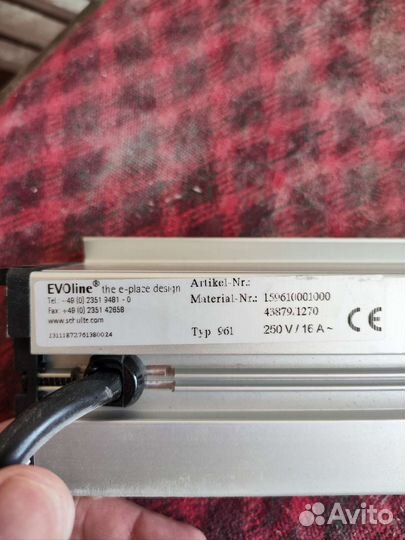 EVOline® the e-place design
Tel.: +49 (0) 2351 9481 - 0
Fax: +49 (0) 2351 42658
www.schulte.com
Artikel-Nr.:
Material-Nr.: 159610001000
43879.1270
Typ 961 250 V / 16 A~
CE
Avito